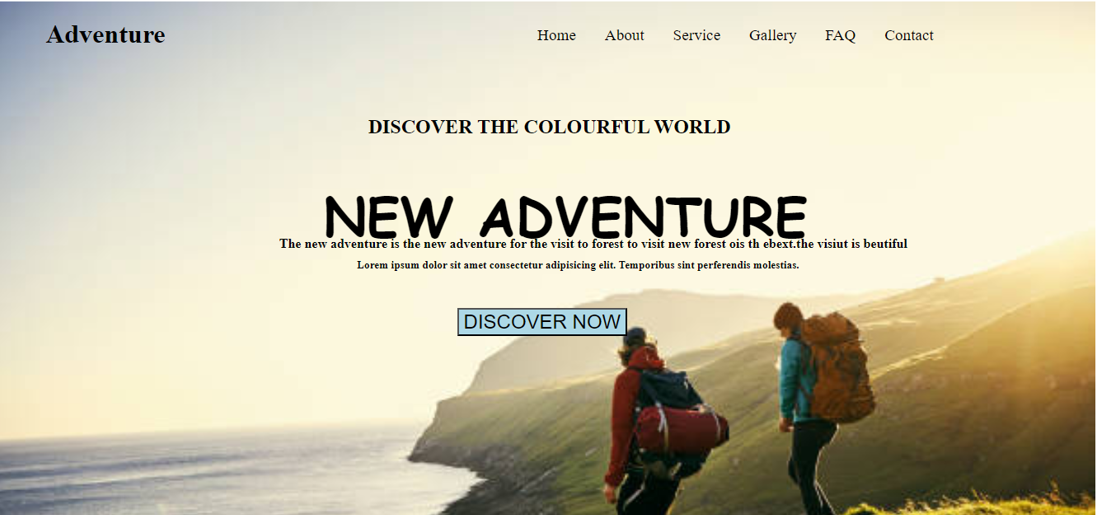 Adventure
Home About Service Gallery FAQ Contact
DISCOVER THE COLOURFUL WORLD
NEW ADVENTURE
The new adventure is the new adventure for the visit to forest to visit new forest ois th ebext.the visiut is beutiful
Lorem ipsum dolor sit amet consectetur adipisicing elit. Temporibus sint perferendis molestias.
DISCOVER NOW